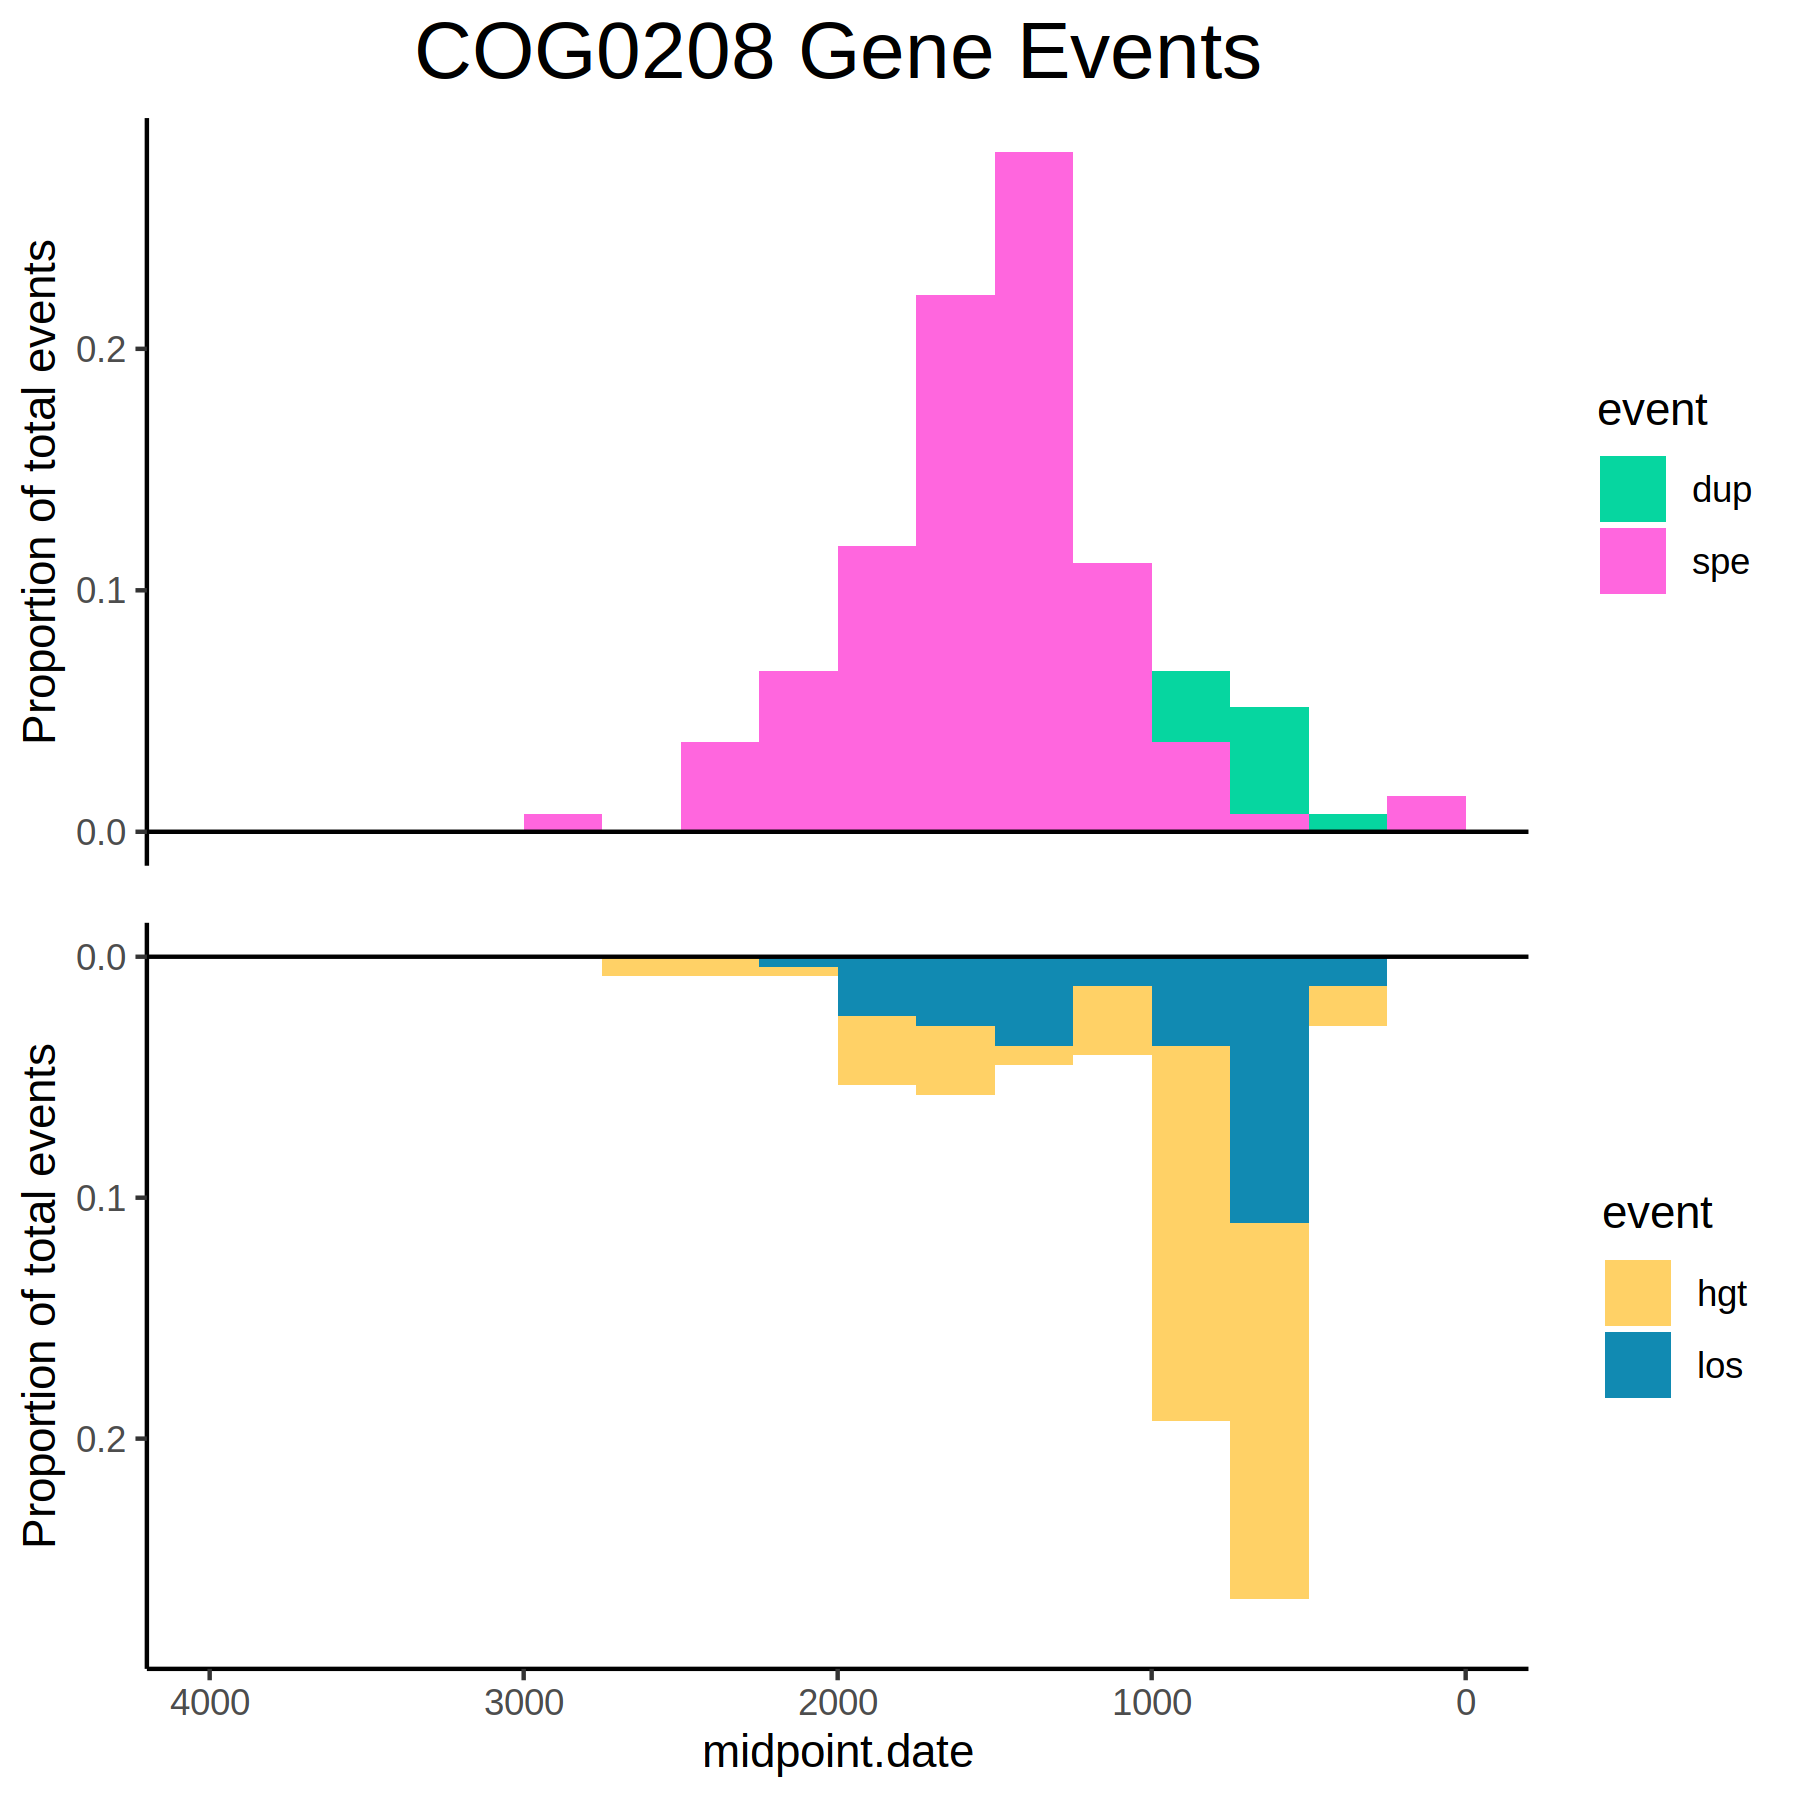 COG0208 Gene Events
Proportion of total events
0.2
0.1
0.0
event
dup
spe
Proportion of total events
0.0
0.1
0.2
event
hgt
los
4000 3000 2000 1000 0
midpoint.date